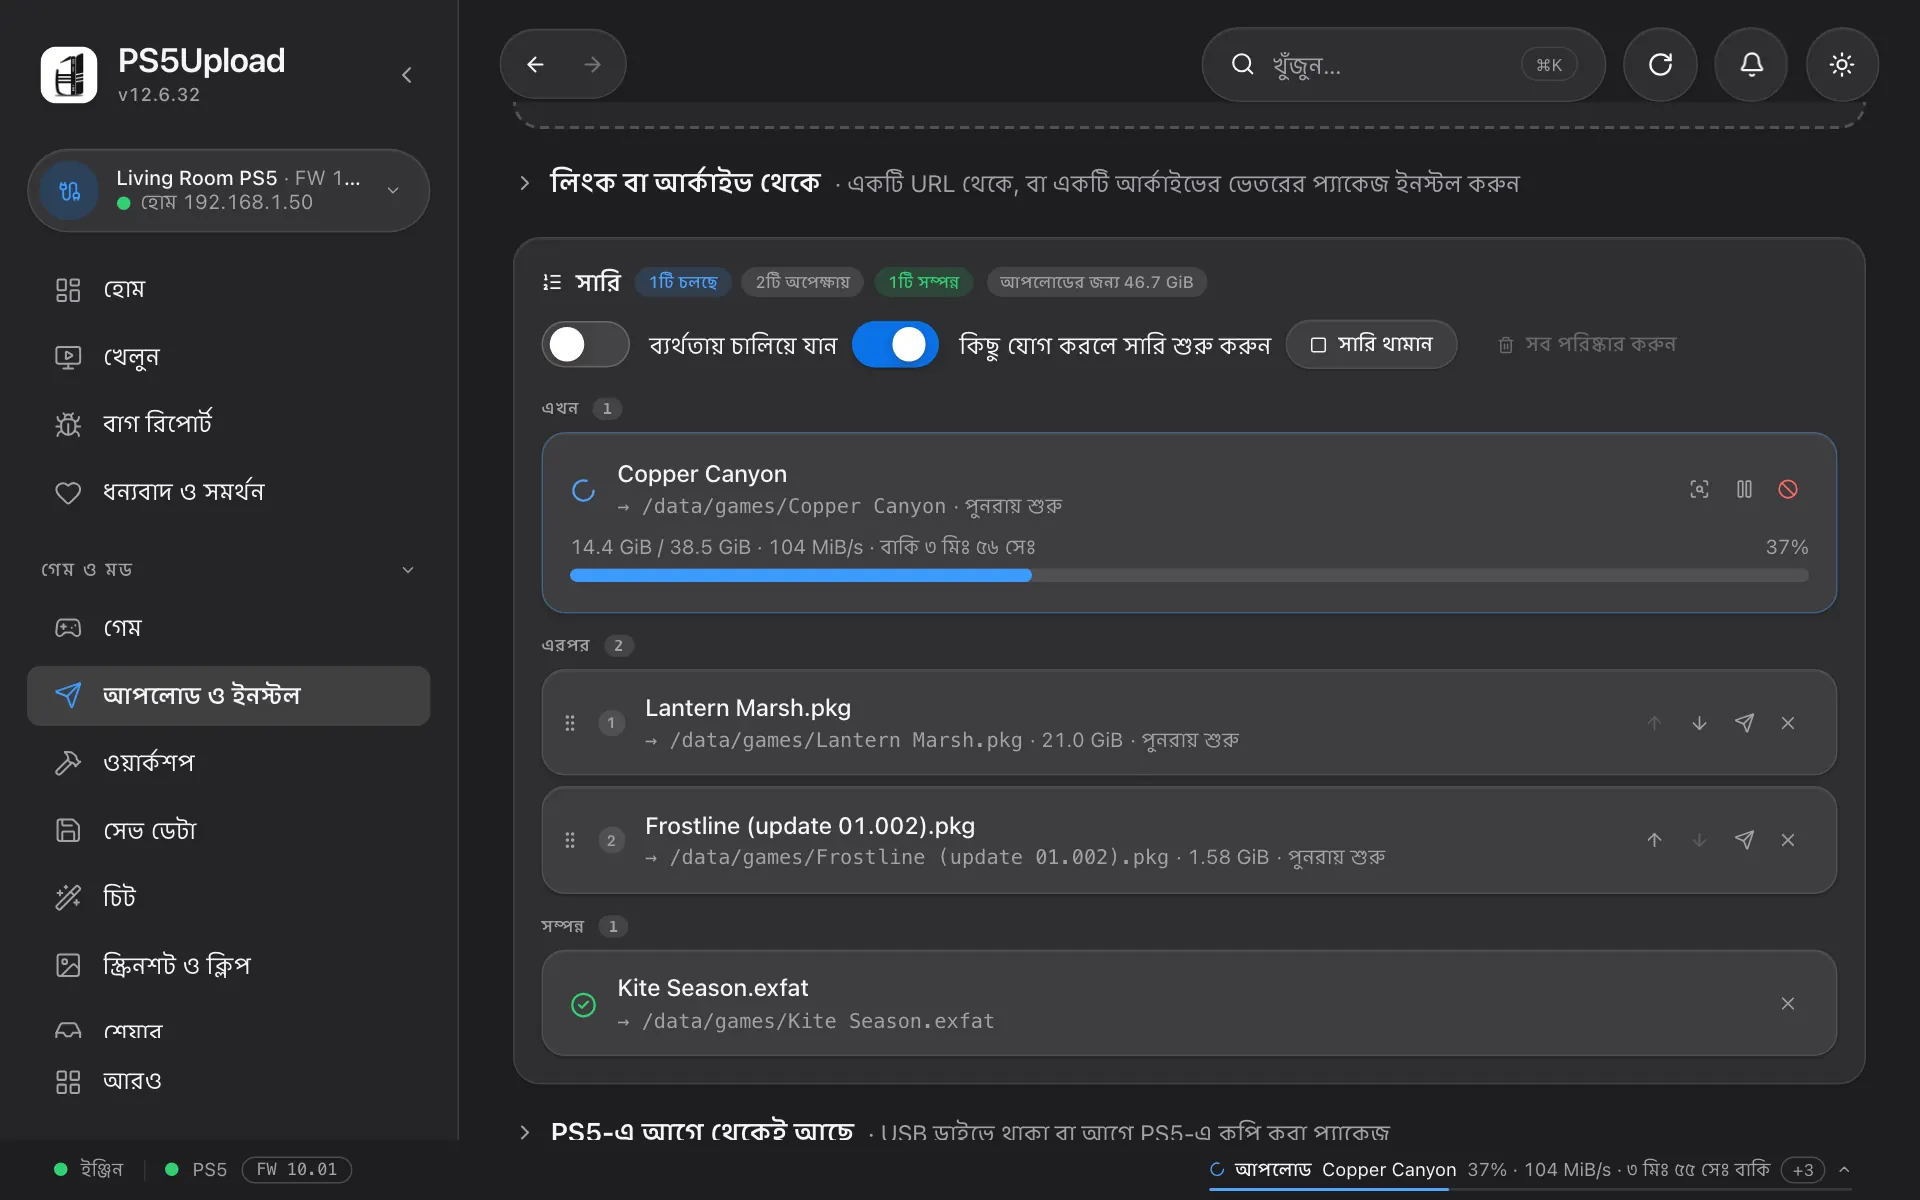 PS5Upload
v12.6.32
Living Room PS5 · FW 1...
হোম 192.168.1.50
হোম
খেলুন
বাগ রিপোর্ট
ধন্যবাদ ও সমর্থন
গেম ও মড
গেম
আপলোড ও ইনস্টল
ওয়ার্কশপ
সেভ ডেটা
চিট
স্ক্রিনশট ও ক্লিপ
শেয়ার
আরও
খুঁজুন...
⌘K
লিংক বা আর্কাইভ থেকে · একটি URL থেকে, বা একটি আর্কাইভের ভেতরের প্যাকেজ ইনস্টল করুন
সারি 1টি চলছে 2টি অপেক্ষায় 1টি সম্পন্ন আপলোডের জন্য 46.7 GiB
ব্যর্থতায় চালিয়ে যান কিছু যোগ করলে সারি শুরু করুন সারি থামান সব পরিষ্কার করুন
এখন 1
Copper Canyon
→ /data/games/Copper Canyon · পুনরায় শুরু
14.4 GiB / 38.5 GiB · 104 MiB/s · বাকি ৩ মিঃ ৫৬ সেঃ 37%
এরপর 2
1 Lantern Marsh.pkg
→ /data/games/Lantern Marsh.pkg · 21.0 GiB · পুনরায় শুরু
2 Frostline (update 01.002).pkg
→ /data/games/Frostline (update 01.002).pkg · 1.58 GiB · পুনরায় শুরু
সম্পন্ন 1
Kite Season.exfat
→ /data/games/Kite Season.exfat
PS5-এ আগে থেকেই আছে · USB ড্রাইভে থাকা বা আগে PS5-এ কপি করা প্যাকেজ
ইঞ্জিন PS5 FW 10.01
আপলোড Copper Canyon 37% · 104 MiB/s · ৩ মিঃ ৫৫ সেঃ বাকি +3